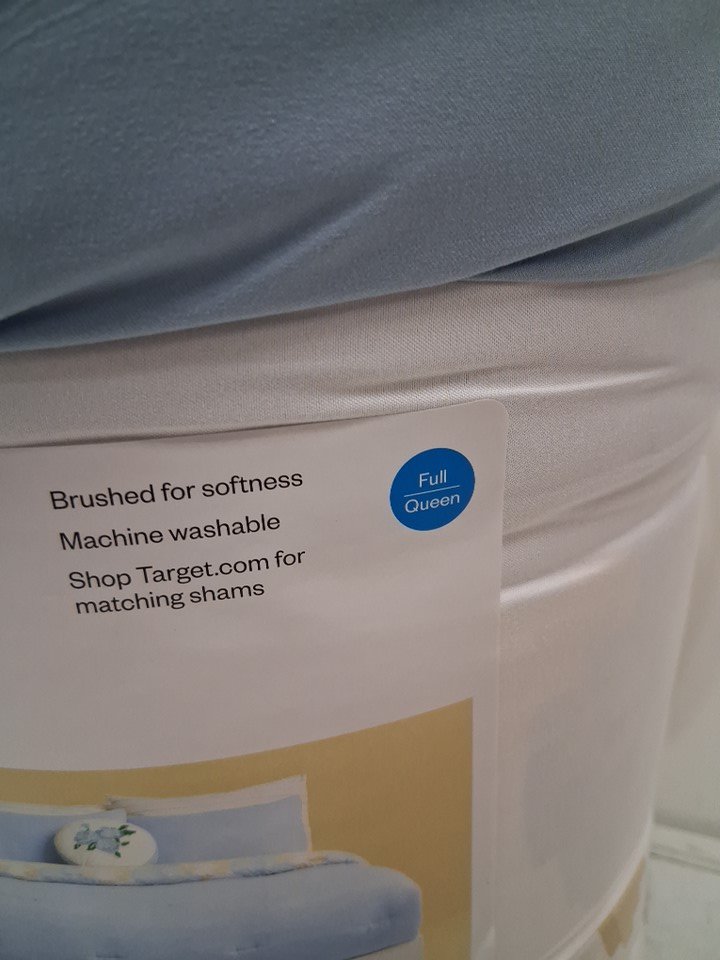 Brushed for softness
Machine washable
Shop Target.com for
matching shams
Full
Queen